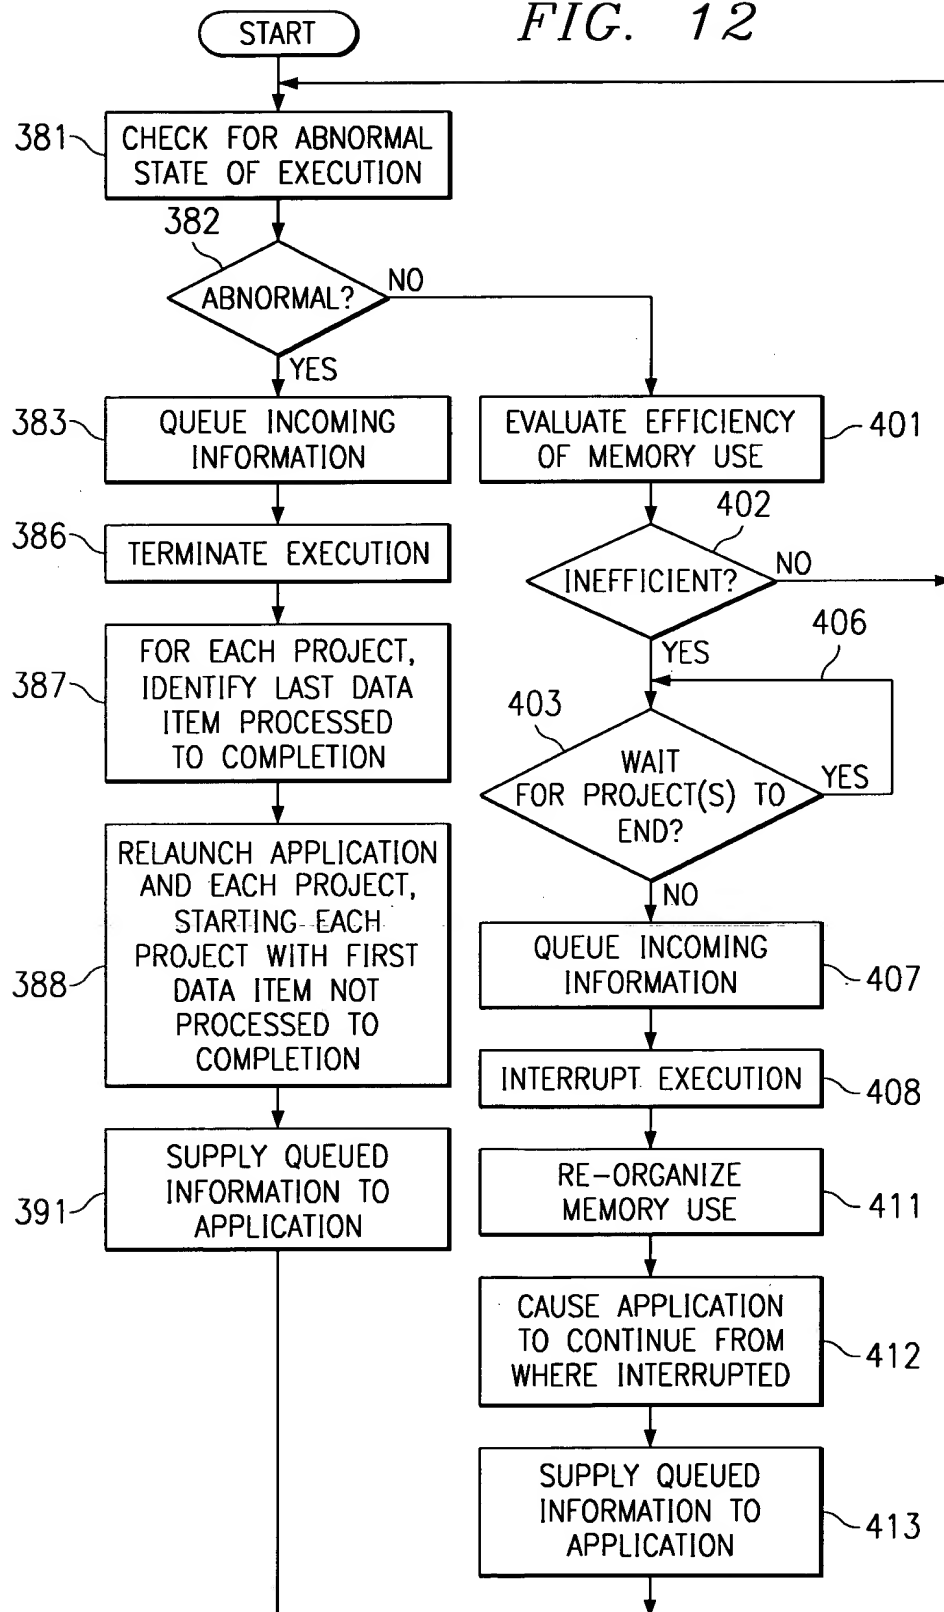 FIG. 12
START
381
CHECK FOR ABNORMAL
STATE OF EXECUTION
382
ABNORMAL?
NO
YES
383
QUEUE INCOMING
INFORMATION
386
TERMINATE EXECUTION
387
FOR EACH PROJECT,
IDENTIFY LAST DATA
ITEM PROCESSED
TO COMPLETION
388
RELAUNCH APPLICATION
AND EACH PROJECT,
STARTING EACH
PROJECT WITH FIRST
DATA ITEM NOT
PROCESSED TO
COMPLETION
391
SUPPLY QUEUED
INFORMATION TO
APPLICATION
EVALUATE EFFICIENCY
OF MEMORY USE
401
402
INEFFICIENT?
NO
YES
406
403
WAIT
FOR PROJECT(S) TO
END?
YES
NO
QUEUE INCOMING
INFORMATION
407
INTERRUPT EXECUTION
408
RE-ORGANIZE
MEMORY USE
411
CAUSE APPLICATION
TO CONTINUE FROM
WHERE INTERRUPTED
412
SUPPLY QUEUED
INFORMATION TO
APPLICATION
413